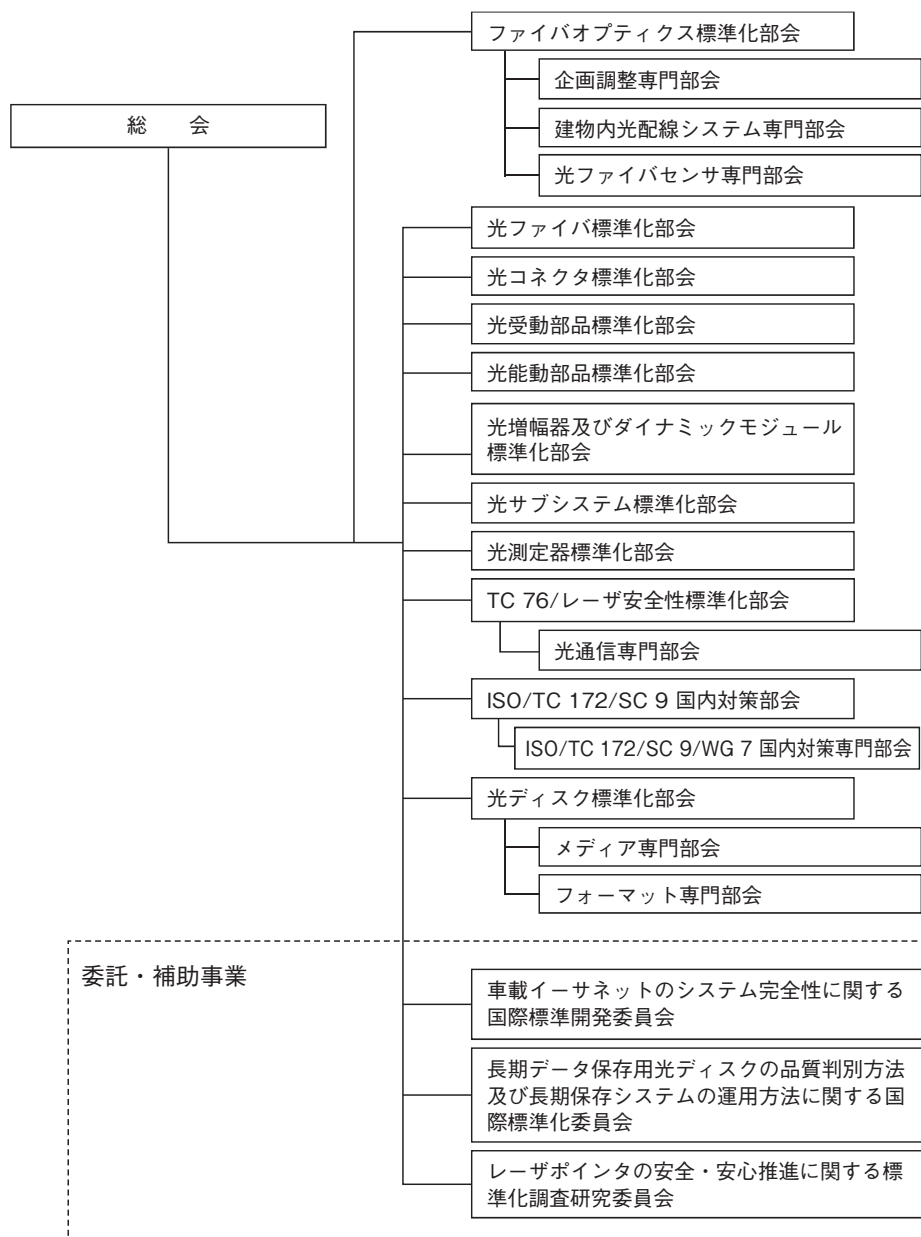 ファイバオプティクス標準化部会
企画調整専門部会
総　会
建物内光配線システム専門部会
光ファイバセンサ専門部会
光ファイバ標準化部会
光コネクタ標準化部会
光受動部品標準化部会
光能動部品標準化部会
光増幅器及びダイナミックモジュール
標準化部会
光サブシステム標準化部会
光測定器標準化部会
TC 76/レーザ安全性標準化部会
光通信専門部会
ISO/TC 172/SC 9 国内対策部会
ISO/TC 172/SC 9/WG 7 国内対策専門部会
光ディスク標準化部会
メディア専門部会
フォーマット専門部会
委託・補助事業
車載イーサネットのシステム完全性に関する
国際標準開発委員会
長期データ保存用光ディスクの品質判別方法
及び長期保存システムの運用方法に関する国
際標準化委員会
レーザポインタの安全・安心推進に関する標
準化調査研究委員会